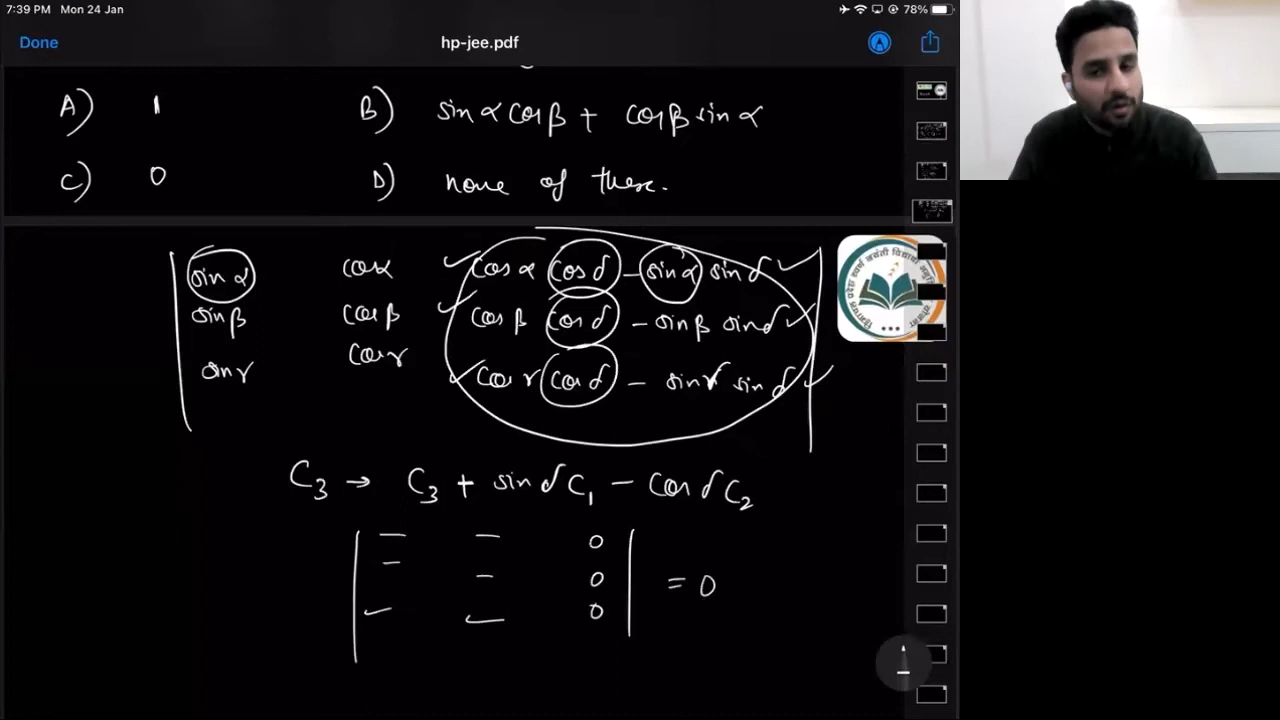 7:39 PM Mon 24 Jan
78%
Done
hp-jee.pdf
A) 1 B) sin α cos β + cos β sin α
C) 0 D) none of these.
sin α cos α cos α cos δ – sin α sin δ
sin β cos β cos β cos δ – sin β sin δ
sin γ cos γ cos γ cos δ – sin γ sin δ
C₃ → C₃ + sin δ C₁ – cos δ C₂
0
0 = 0
0